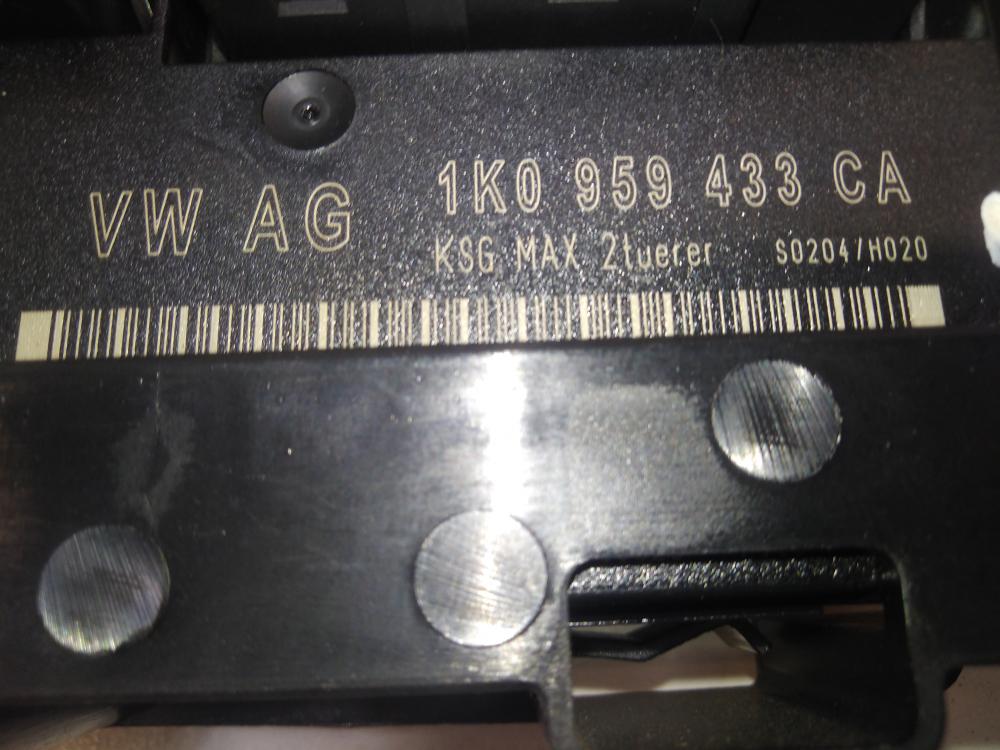 VW AG 1K0 959 433 CA
KSG MAX 2tuerer S0204/H020